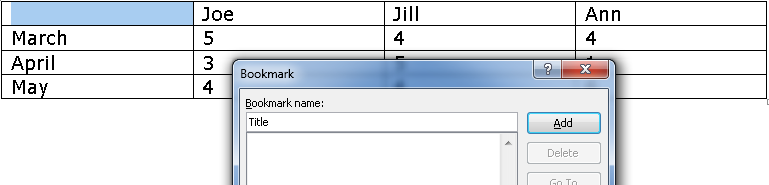 Joe Jill Ann
March 5 4 4
April 3
May 4
Bookmark
Bookmark name:
Title
Add
Delete
Go To